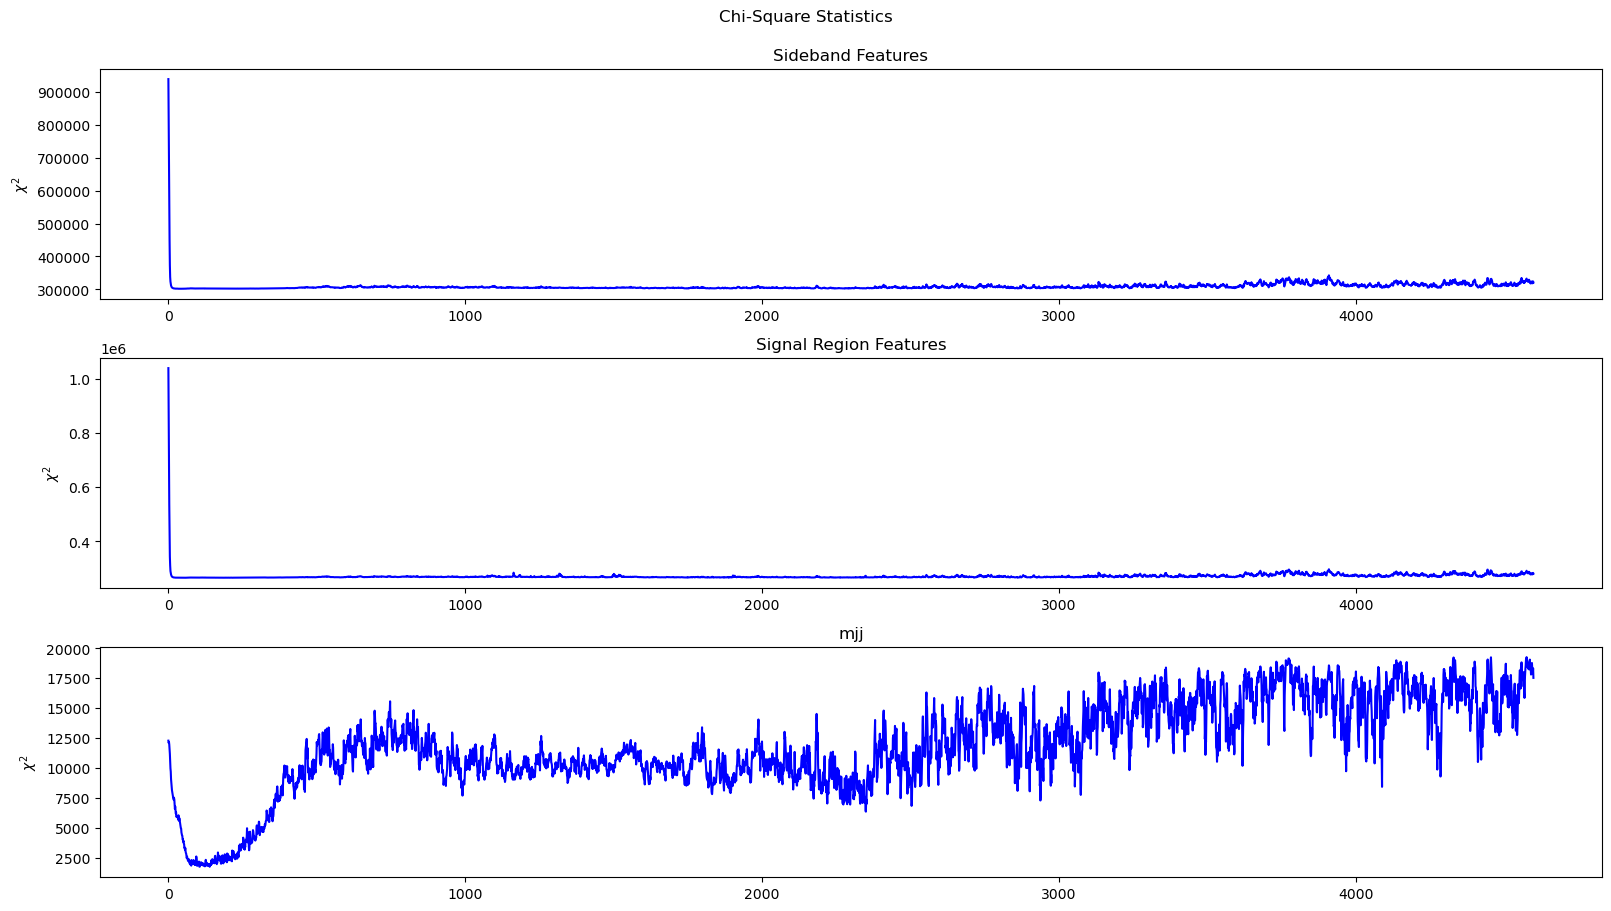 Chi-Square Statistics
Sideband Features
χ²
900000
800000
700000
600000
500000
400000
300000
0 1000 2000 3000 4000
Signal Region Features
1e6
χ²
1.0
0.8
0.6
0.4
0 1000 2000 3000 4000
mjj
χ²
20000
17500
15000
12500
10000
7500
5000
2500
0 1000 2000 3000 4000